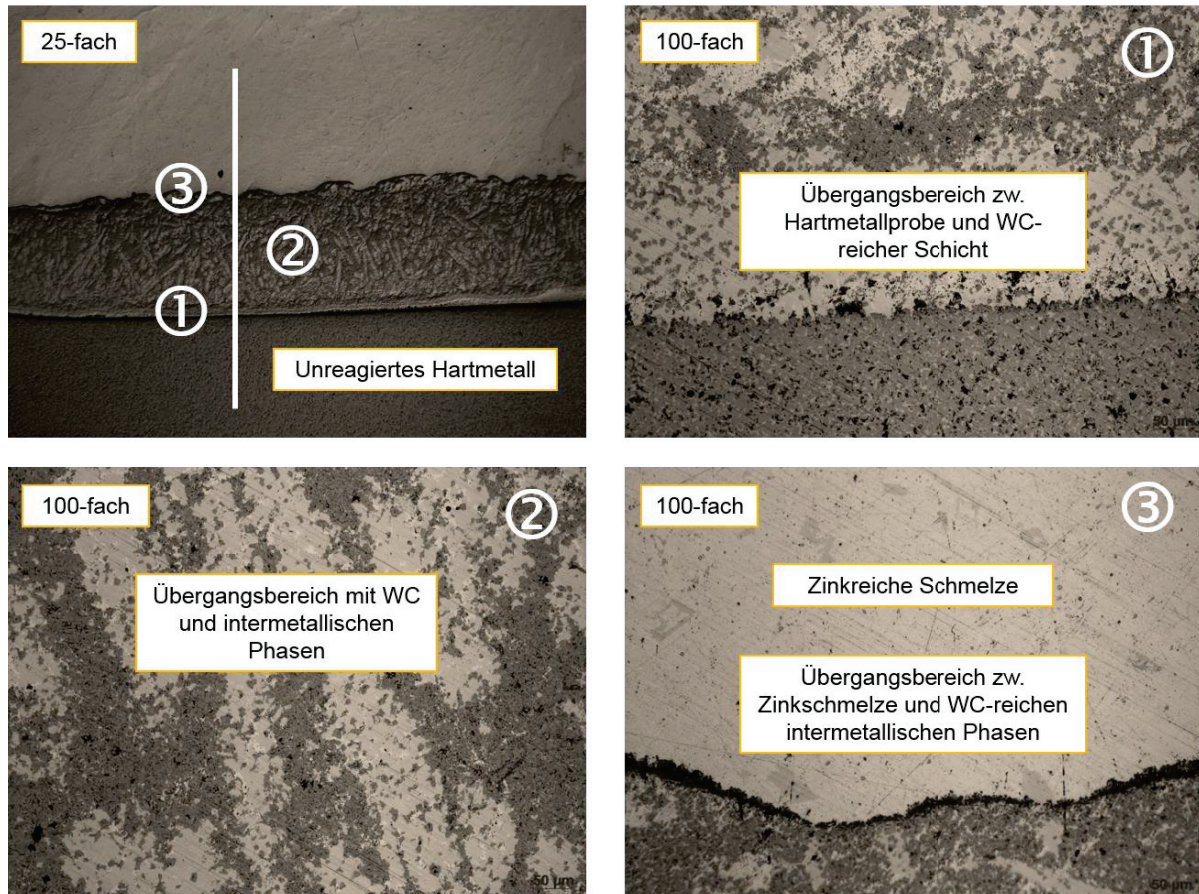 25-fach
③
②
①
Unreagiertes Hartmetall
100-fach
①
Übergangsbereich zw.
Hartmetallprobe und WC-
reicher Schicht
50 µm
100-fach
②
Übergangsbereich mit WC
und intermetallischen
Phasen
50 µm
100-fach
③
Zinkreiche Schmelze
Übergangsbereich zw.
Zinkschmelze und WC-reichen
intermetallischen Phasen
50 µm